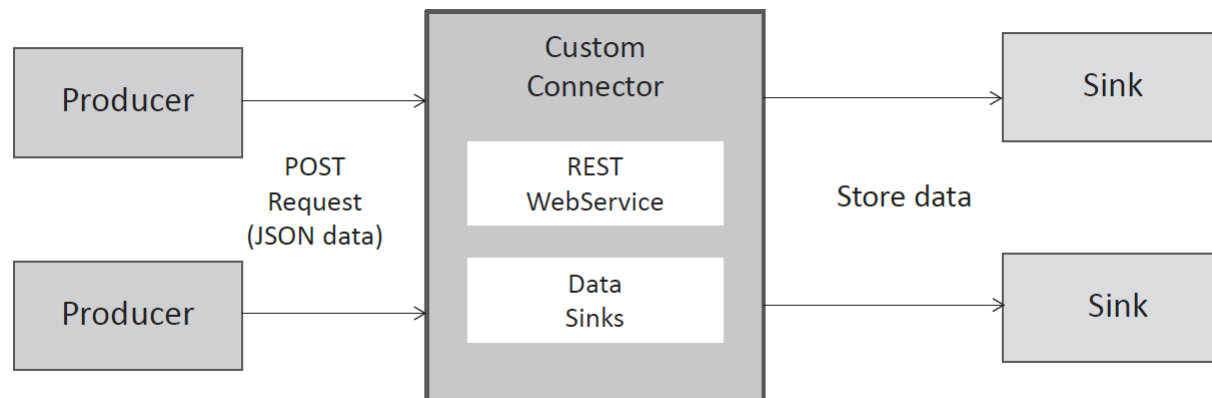 Producer
POST
Request
(JSON data)
Producer
Custom
Connector
REST
WebService
Data
Sinks
Sink
Store data
Sink